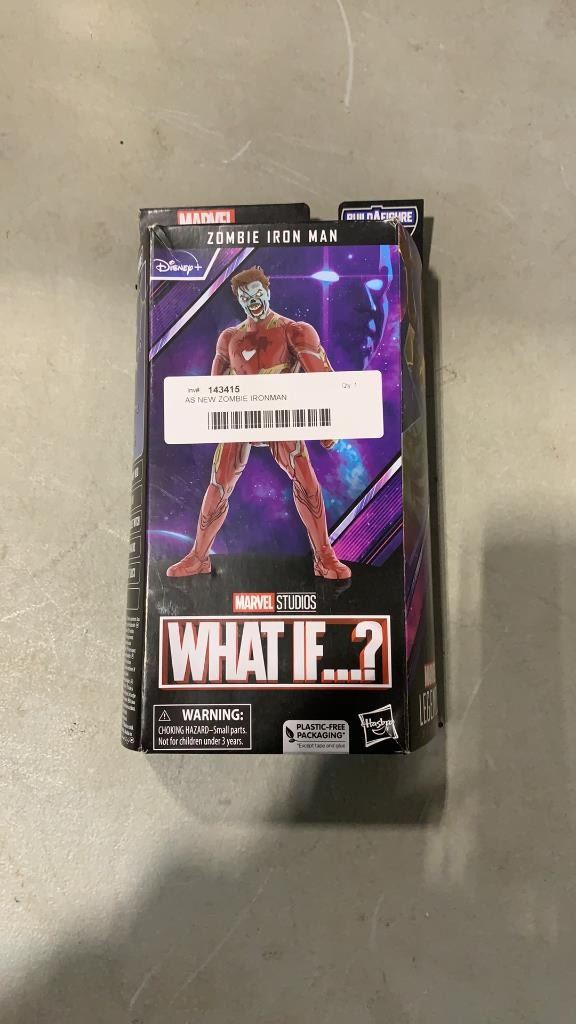 MARVEL
BUILD A FIGURE
ZOMBIE IRON MAN
Disney+
Inv# 143415 Qty: 1
AS NEW ZOMBIE IRONMAN
MARVEL STUDIOS
WHAT IF...?
WARNING:
CHOKING HAZARD–Small parts.
Not for children under 3 years.
PLASTIC-FREE
PACKAGING*
*Except tape and glue
Hasbro
MARVEL